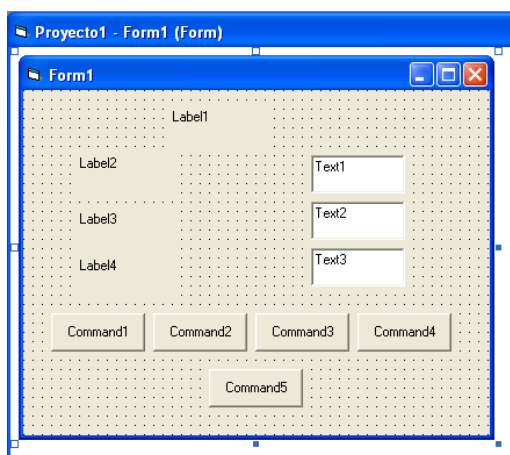 Proyecto1 - Form1 (Form)
Form1
Label1
Label2
Text1
Label3
Text2
Label4
Text3
Command1
Command2
Command3
Command4
Command5